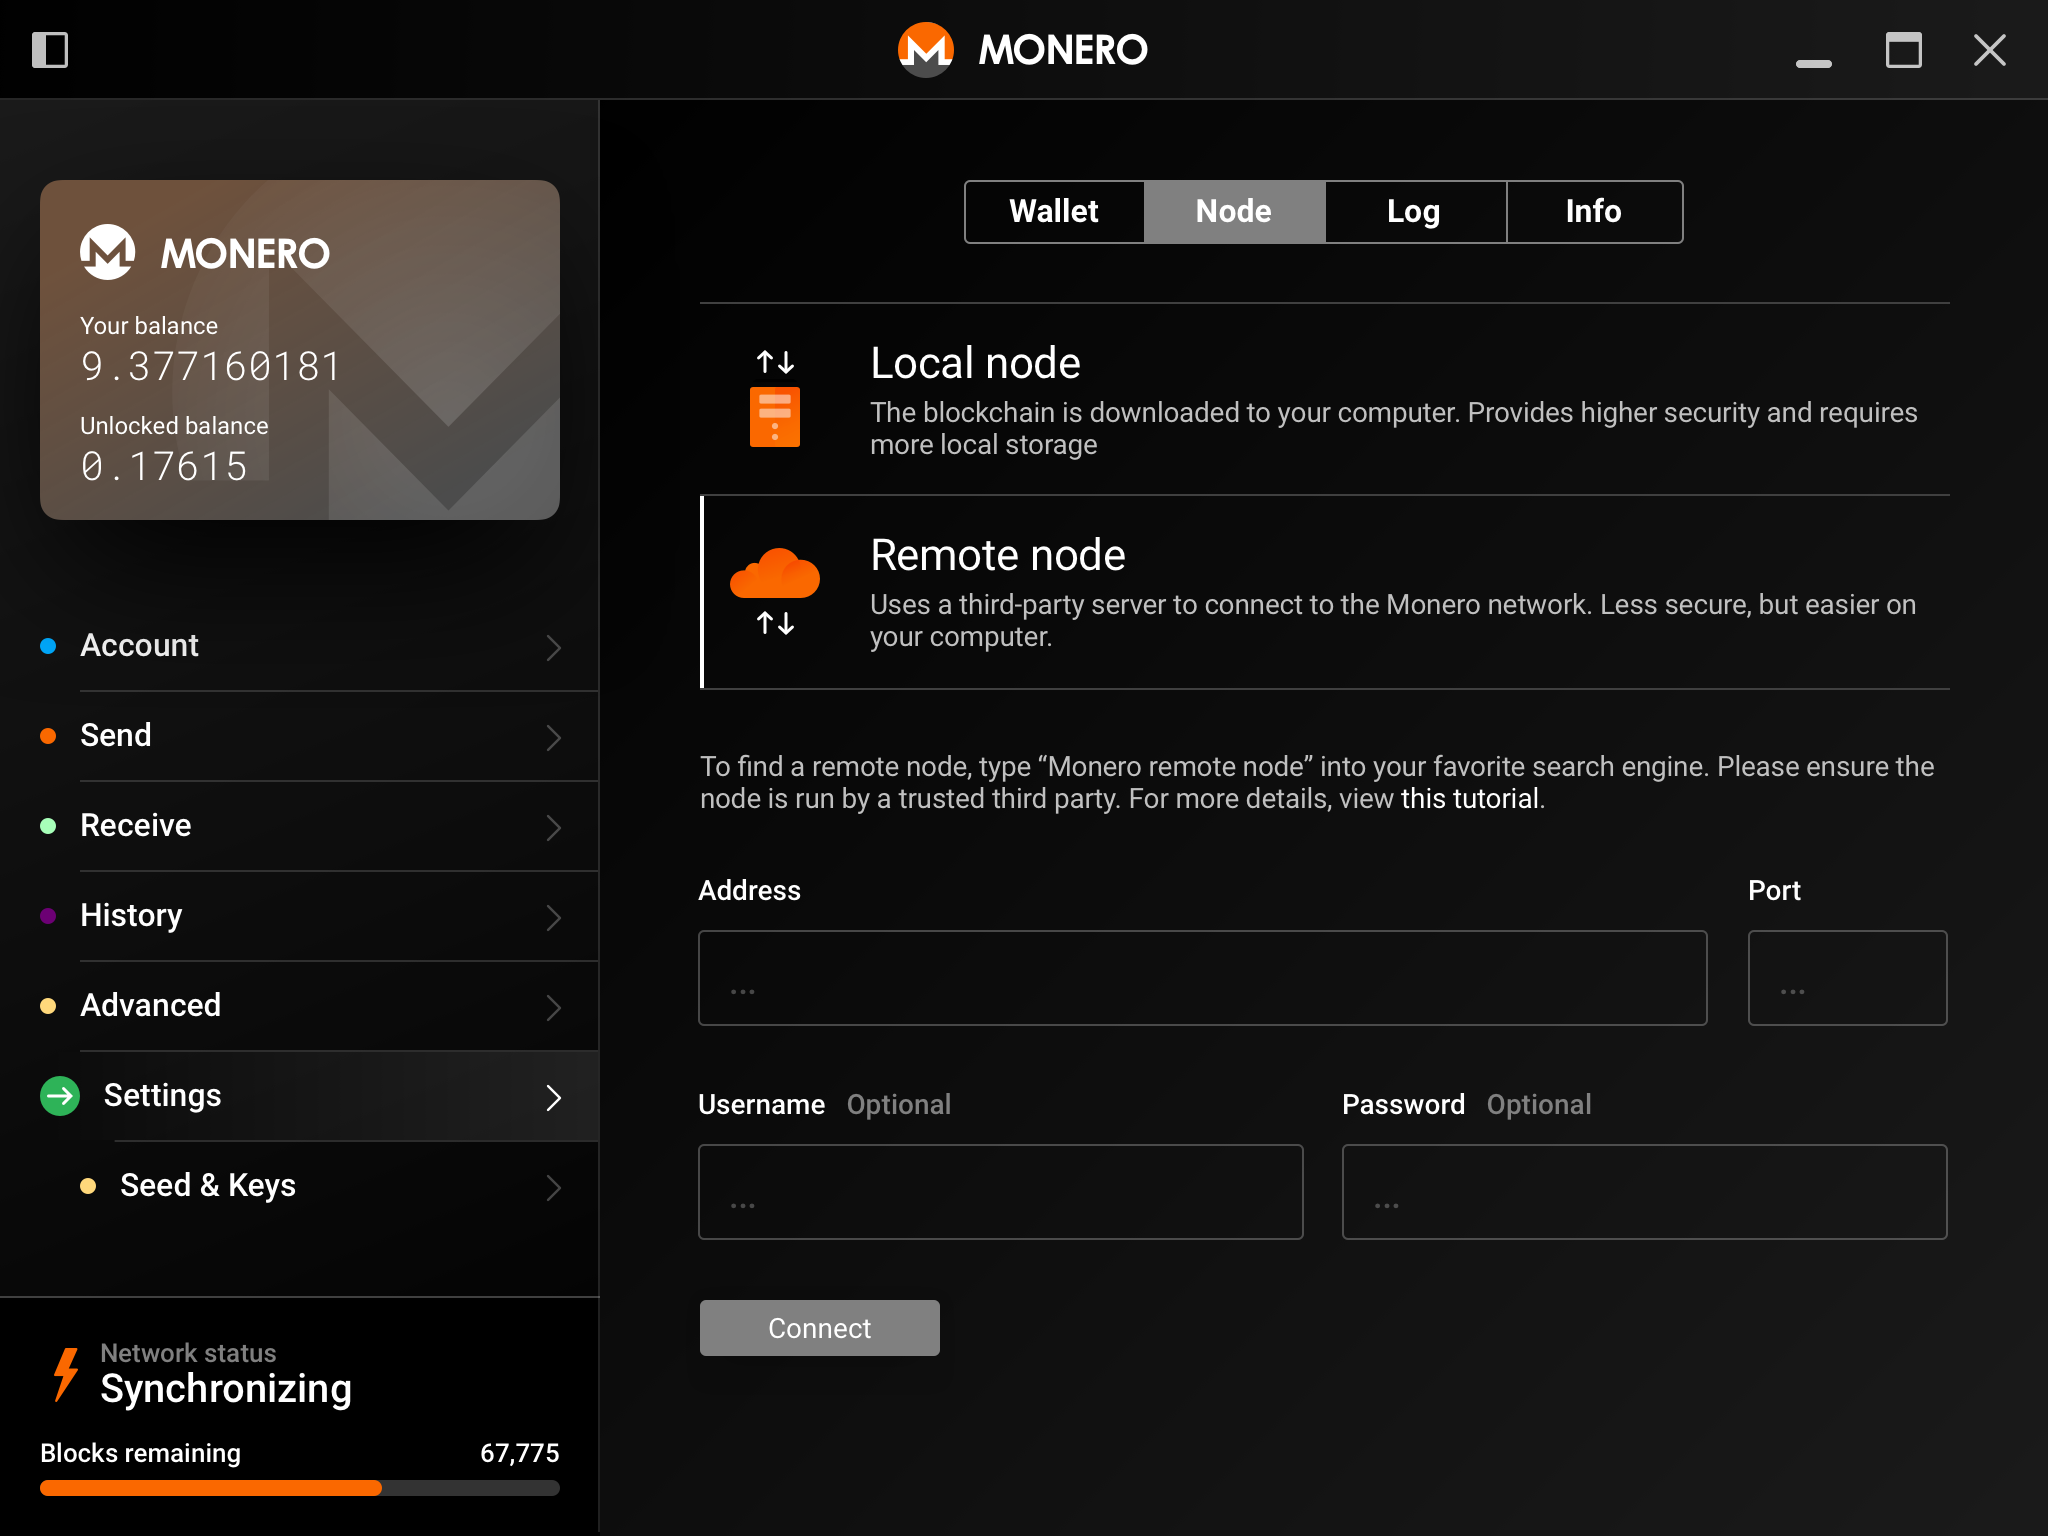 MONERO
MONERO
Your balance
9.377160181
Unlocked balance
0.17615
Account
Send
Receive
History
Advanced
Settings
Seed & Keys
Network status
Synchronizing
Blocks remaining 67,775
Wallet Node Log Info
Local node
The blockchain is downloaded to your computer. Provides higher security and requires
more local storage
Remote node
Uses a third-party server to connect to the Monero network. Less secure, but easier on
your computer.
To find a remote node, type “Monero remote node” into your favorite search engine. Please ensure the
node is run by a trusted third party. For more details, view this tutorial.
Address Port
... ...
Username Optional Password Optional
... ...
Connect